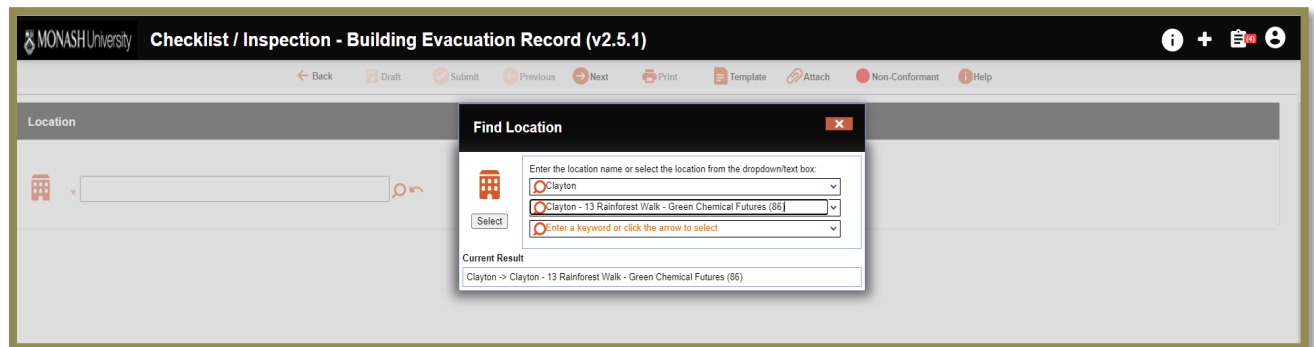 MONASH University Checklist / Inspection - Building Evacuation Record (v2.5.1)
Back Draft Submit Previous Next Print Template Attach Non-Conformant Help
Location
Find Location
Enter the location name or select the location from the dropdown/text box:
Clayton
Clayton - 13 Rainforest Walk - Green Chemical Futures (86)
Select
Enter a keyword or click the arrow to select
Current Result
Clayton -> Clayton - 13 Rainforest Walk - Green Chemical Futures (86)